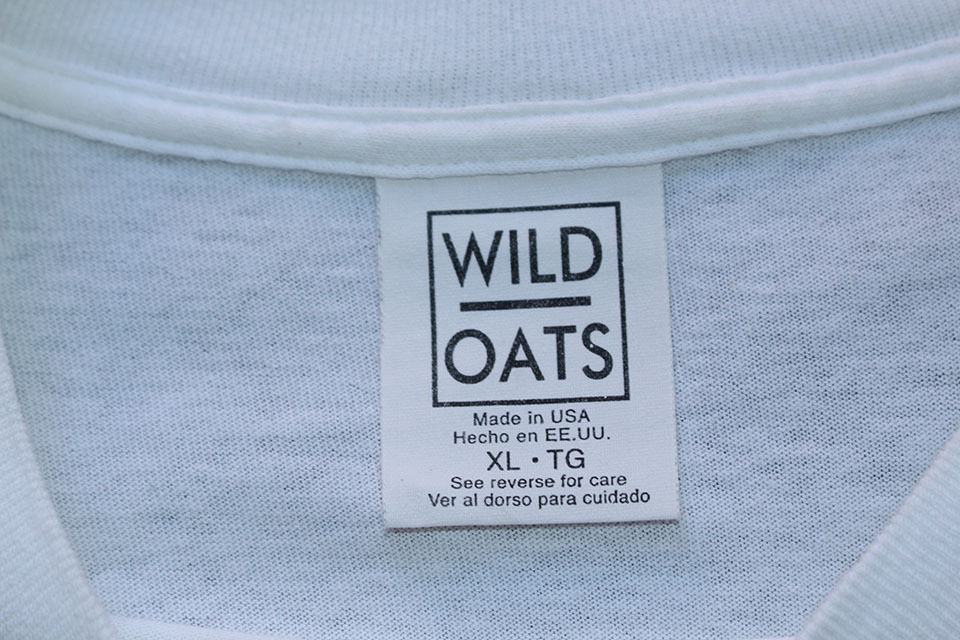 WILD
OATS
Made in USA
Hecho en EE.UU.
XL • TG
See reverse for care
Ver al dorso para cuidado